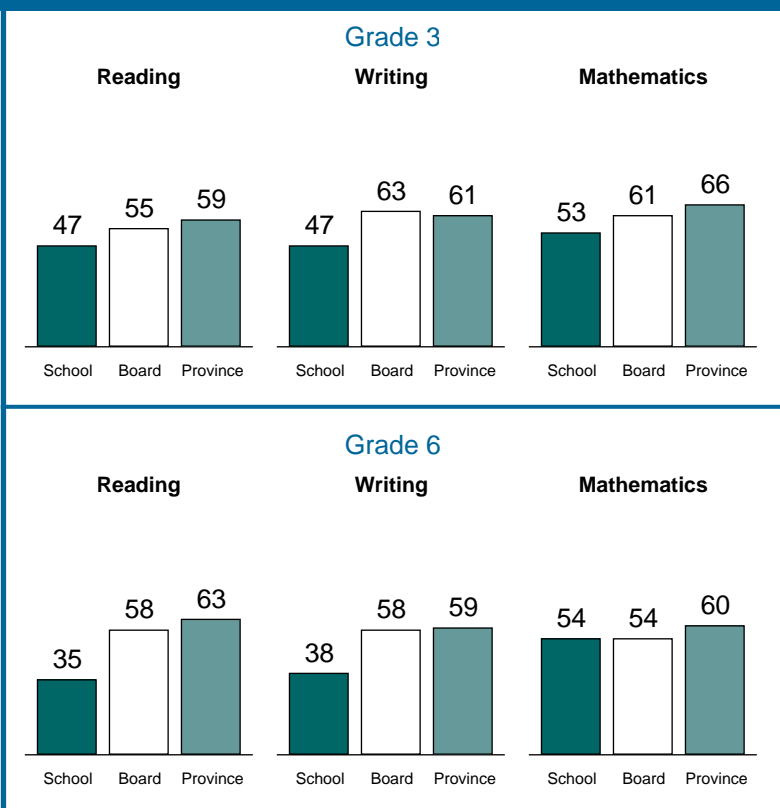 Grade 3
Reading Writing Mathematics
47 55 59 47 63 61 53 61 66
School Board Province School Board Province School Board Province
Grade 6
Reading Writing Mathematics
35 58 63 38 58 59 54 54 60
School Board Province School Board Province School Board Province